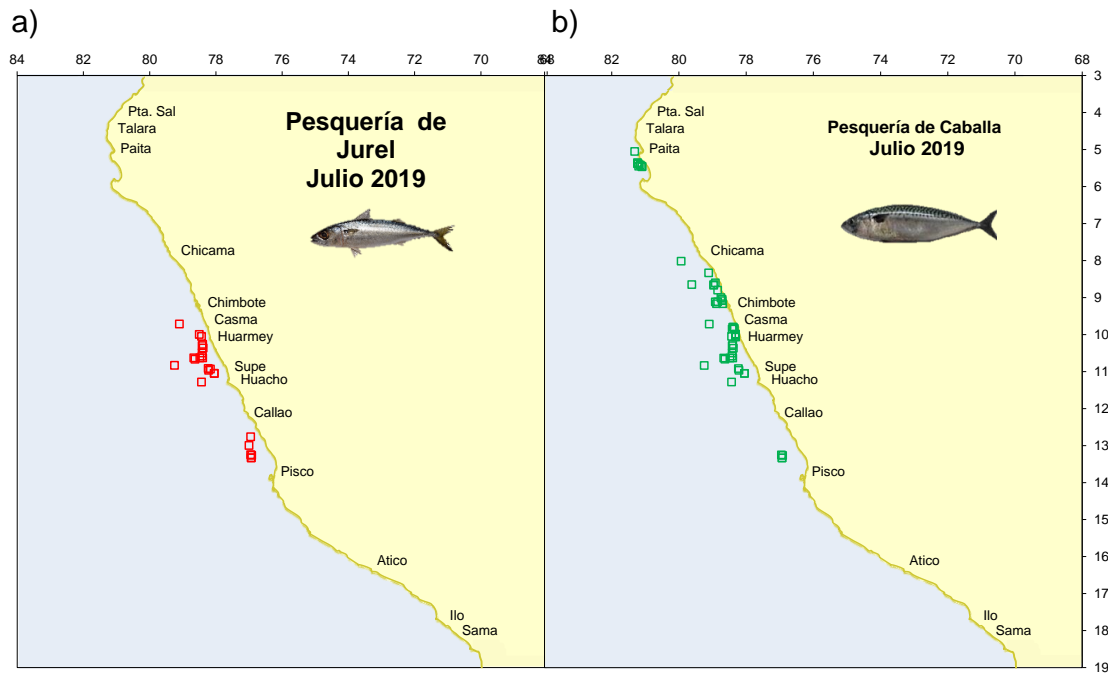 a)
b)
84 82 80 78 76 74 72 70 68
84 82 80 78 76 74 72 70 68
Pesquería de
Jurel
Julio 2019
Pta. Sal
Talara
Paita
Chicama
Chimbote
Casma
Huarmey
Supe
Huacho
Callao
Pisco
Atico
Ilo
Sama
Pesquería de Caballa
Julio 2019
Pta. Sal
Talara
Paita
Chicama
Chimbote
Casma
Huarmey
Supe
Huacho
Callao
Pisco
Atico
Ilo
Sama
3
4
5
6
7
8
9
10
11
12
13
14
15
16
17
18
19